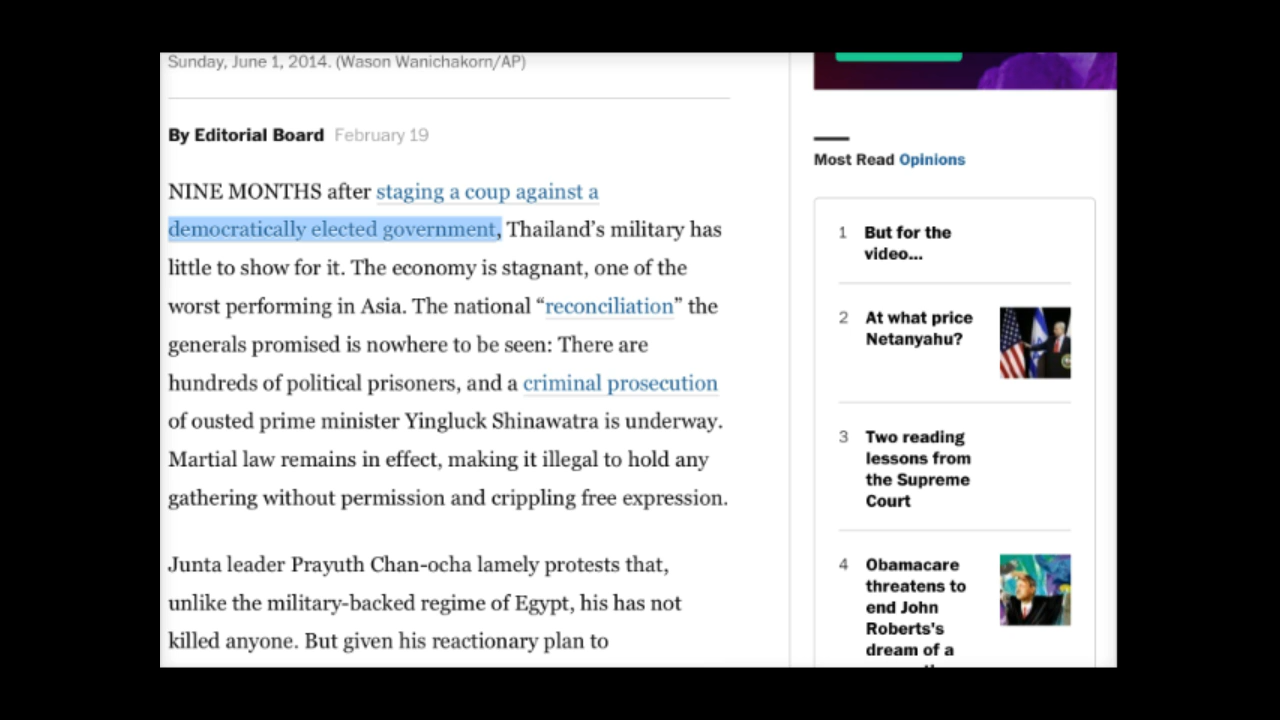 Sunday, June 1, 2014. (Wason Wanichakorn/AP)
By Editorial Board February 19
NINE MONTHS after staging a coup against a
democratically elected government, Thailand’s military has
little to show for it. The economy is stagnant, one of the
worst performing in Asia. The national “reconciliation” the
generals promised is nowhere to be seen: There are
hundreds of political prisoners, and a criminal prosecution
of ousted prime minister Yingluck Shinawatra is underway.
Martial law remains in effect, making it illegal to hold any
gathering without permission and crippling free expression.
Junta leader Prayuth Chan-ocha lamely protests that,
unlike the military-backed regime of Egypt, his has not
killed anyone. But given his reactionary plan to
Most Read Opinions
1 But for the
video...
2 At what price
Netanyahu?
3 Two reading
lessons from
the Supreme
Court
4 Obamacare
threatens to
end John
Roberts's
dream of a